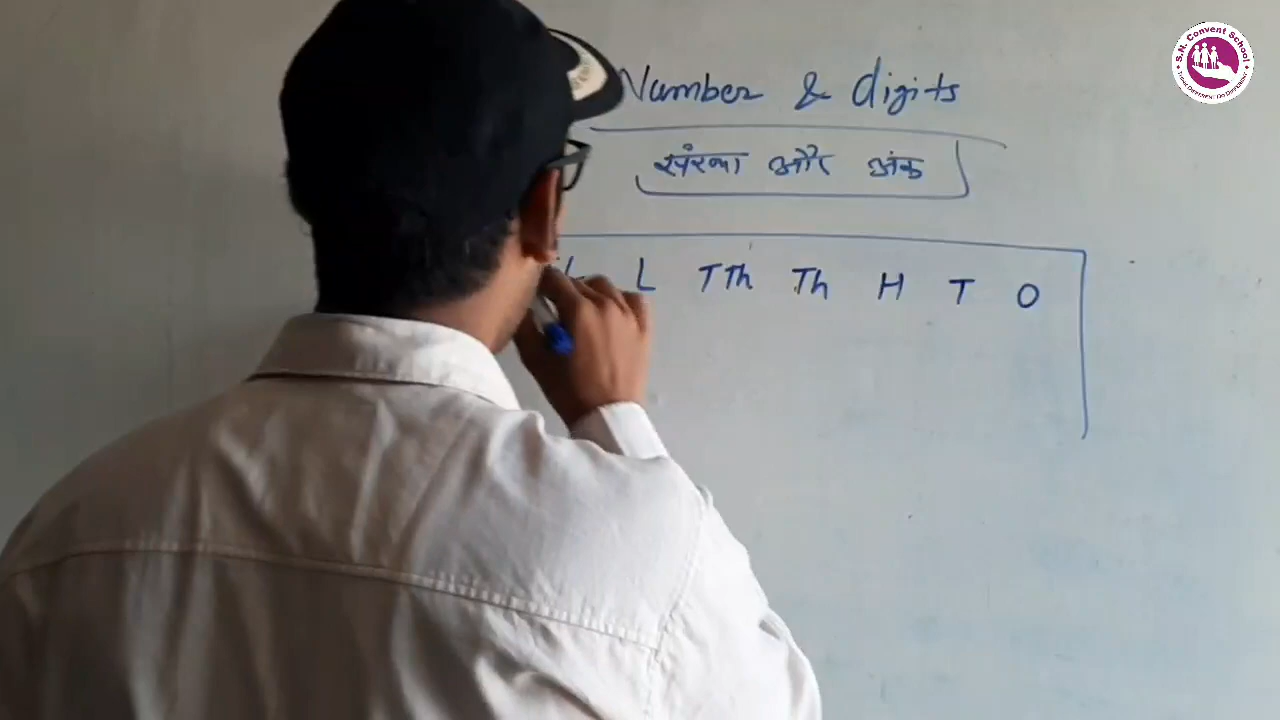 Number & digits
संख्या और अंक
L TTh Th H T O
S.N. Convent School